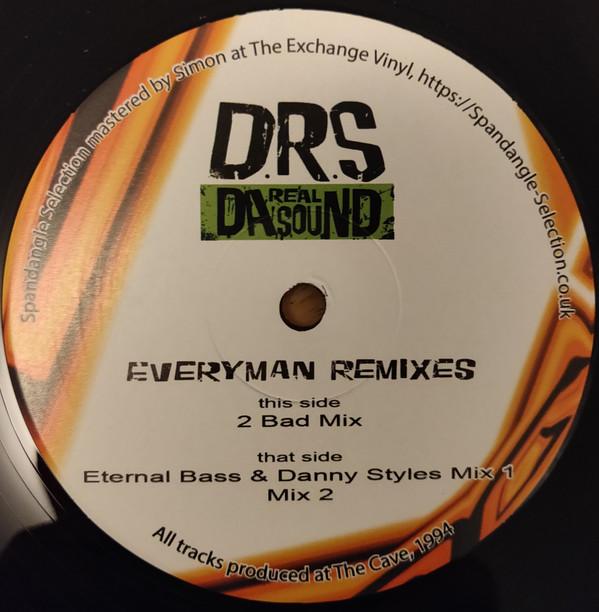 Spandangle Selection mastered by Simon at The Exchange Vinyl, https://Spandangle-Selection.co.uk
D.R.S
DA REAL SOUND
EVERYMAN REMIXES
this side
2 Bad Mix
that side
Eternal Bass & Danny Styles Mix 1
Mix 2
All tracks produced at The Cave, 1994